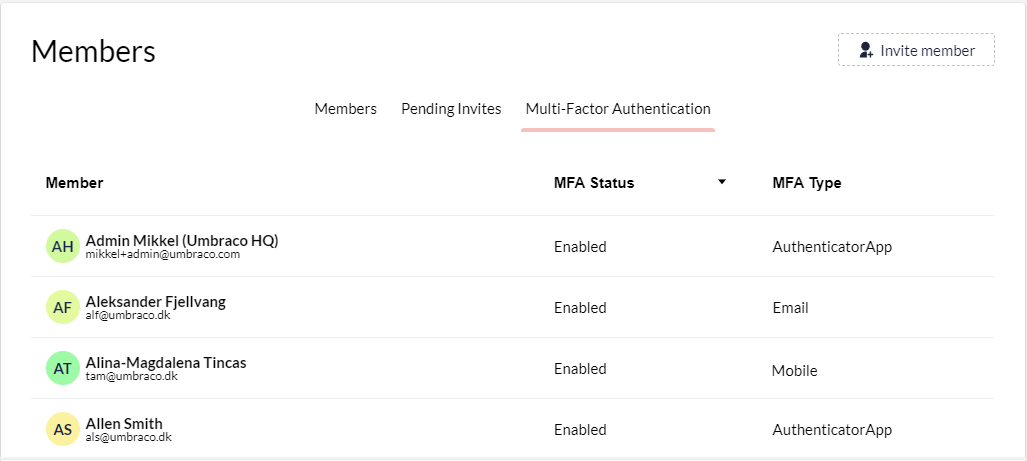 Members
Invite member
Members Pending Invites Multi-Factor Authentication
Member MFA Status MFA Type
AH Admin Mikkel (Umbraco HQ) Enabled AuthenticatorApp
mikkel+admin@umbraco.com
AF Aleksander Fjellvang Enabled Email
alf@umbraco.dk
AT Alina-Magdalena Tincas Enabled Mobile
tam@umbraco.dk
AS Allen Smith Enabled AuthenticatorApp
als@umbraco.dk